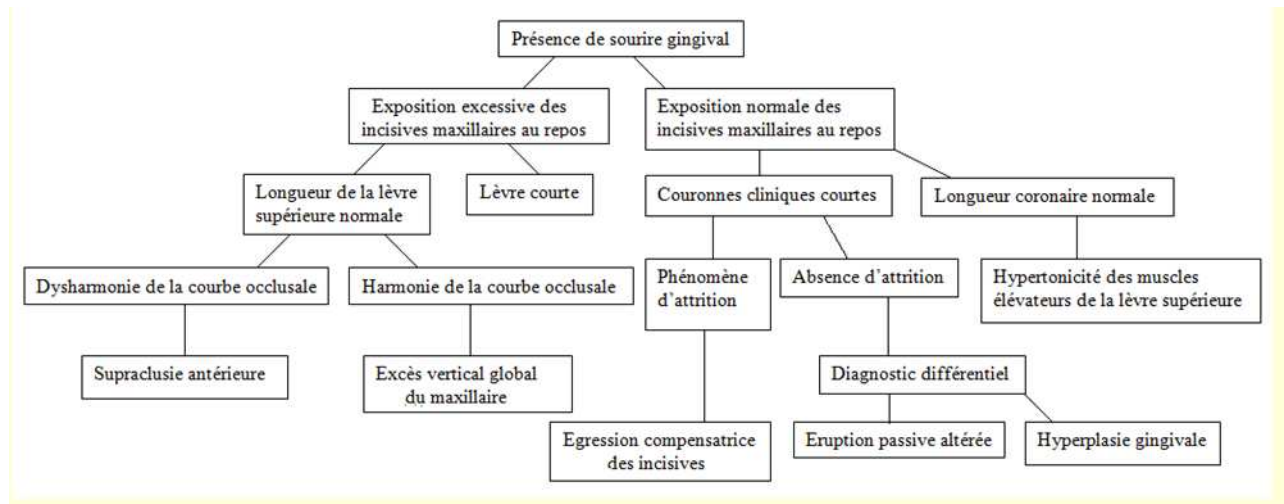 Présence de sourire gingival
Exposition excessive des
incisives maxillaires au repos
Exposition normale des
incisives maxillaires au repos
Longueur de la lèvre
supérieure normale
Lèvre courte
Couronnes cliniques courtes
Longueur coronaire normale
Dysharmonie de la courbe occlusale
Harmonie de la courbe occlusale
Phénomène
d'attrition
Absence d'attrition
Hypertonicité des muscles
élévateurs de la lèvre supérieure
Supraclusie antérieure
Excès vertical global
du maxillaire
Diagnostic différentiel
Egression compensatrice
des incisives
Eruption passive altérée
Hyperplasie gingivale